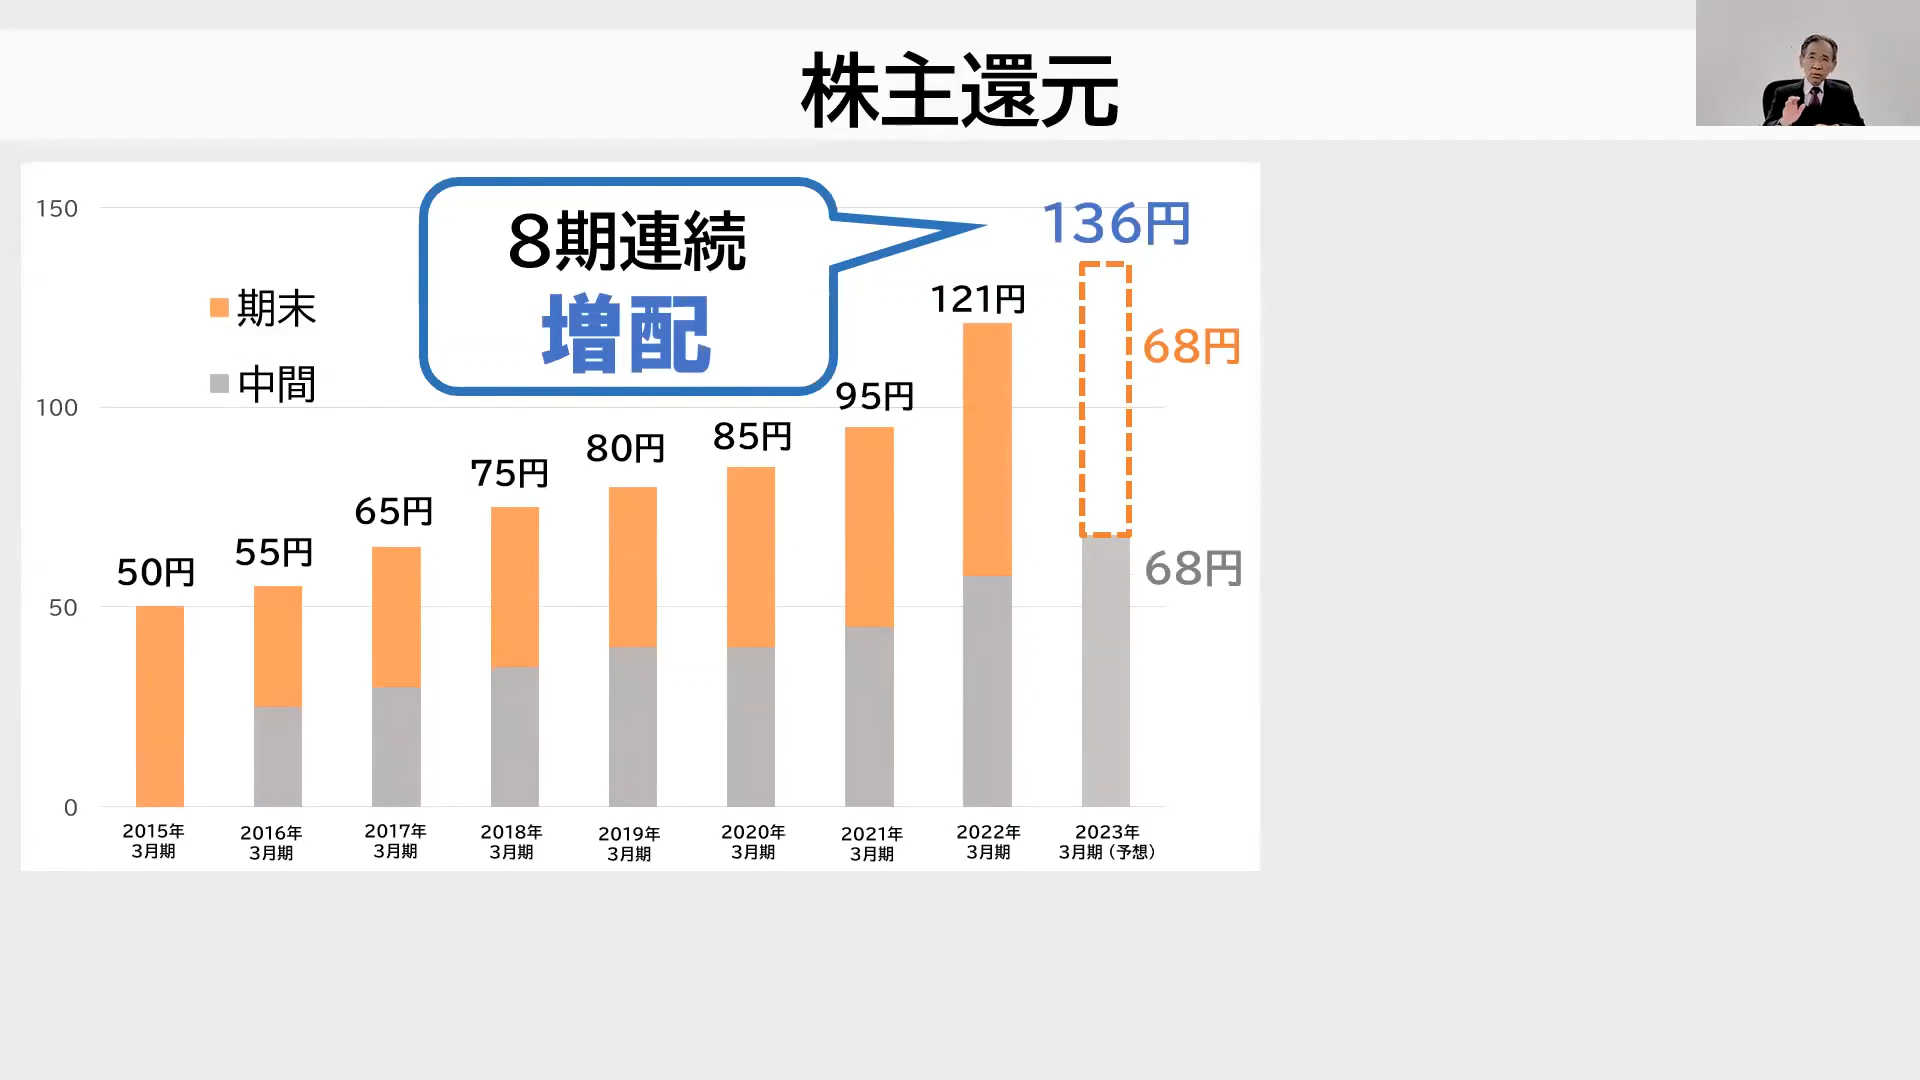 株主還元
150
100
50
0
期末
中間
8期連続
増配
50円
55円
65円
75円
80円
85円
95円
121円
136円
68円
68円
2015年
3月期
2016年
3月期
2017年
3月期
2018年
3月期
2019年
3月期
2020年
3月期
2021年
3月期
2022年
3月期
2023年
3月期（予想）